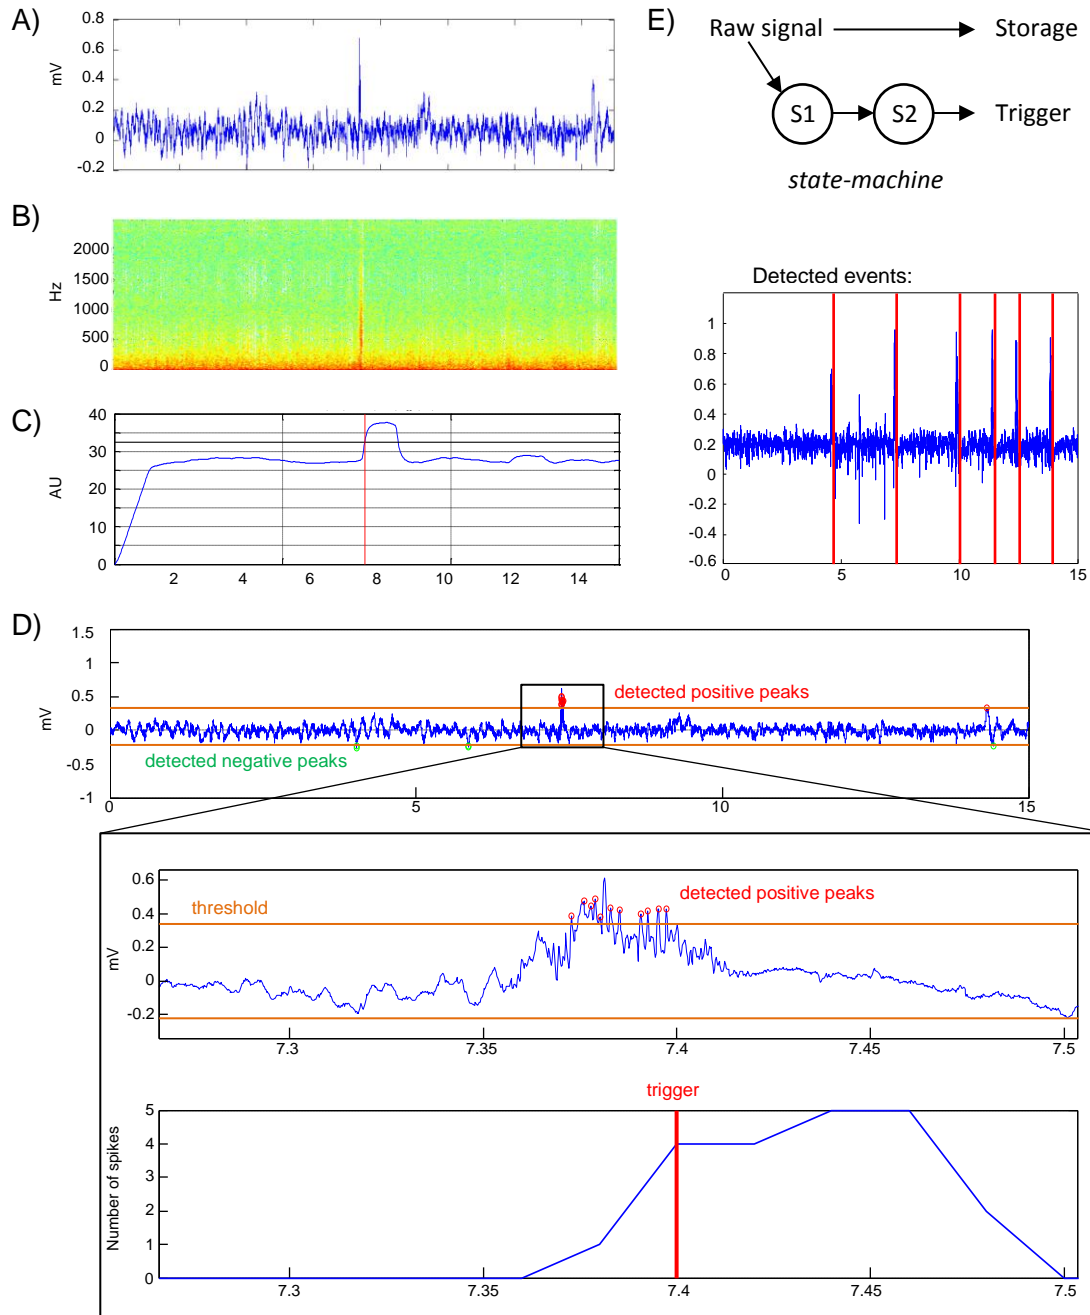 A)
0.8
0.6
0.4
0.2
0
-0.2
mV
B)
2000
1500
1000
500
0
Hz
C)
40
30
20
10
0
AU
2 4 6 8 10 12 14
E)
Raw signal Storage
S1 S2 Trigger
state-machine
Detected events:
1
0.8
0.6
0.4
0.2
0
-0.2
-0.4
-0.6
0 5 10 15
D)
1.5
1
0.5
0
-0.5
-1
mV
detected positive peaks
detected negative peaks
0 5 10 15
0.6
0.4
0.2
0
-0.2
mV
threshold
detected positive peaks
7.3 7.35 7.4 7.45 7.5
trigger
5
4
3
2
1
0
Number of spikes
7.3 7.35 7.4 7.45 7.5